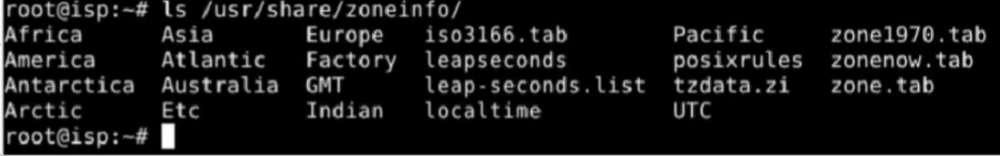 root@isp:~# ls /usr/share/zoneinfo/
Africa Asia Europe iso3166.tab Pacific zone1970.tab
America Atlantic Factory leapseconds posixrules zonenow.tab
Antarctica Australia GMT leap-seconds.list tzdata.zi zone.tab
Arctic Etc Indian localtime UTC
root@isp:~#